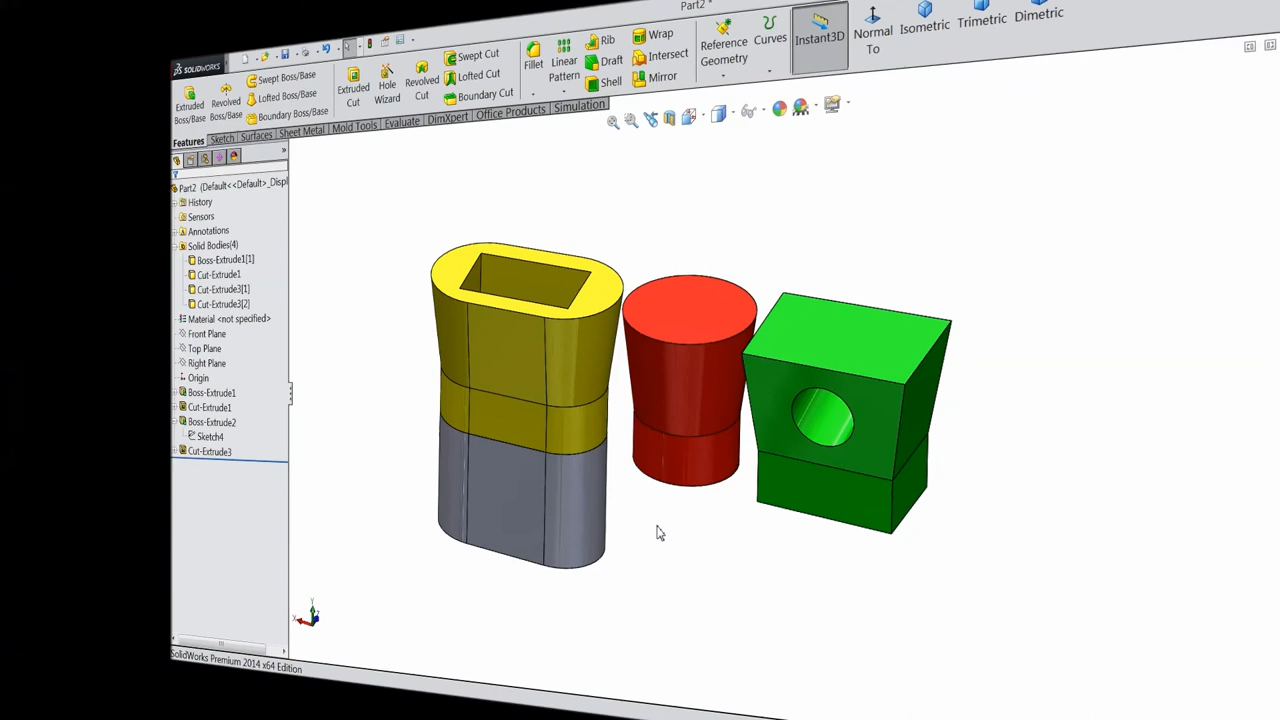 Part2 *
SOLIDWORKS
Extruded Boss/Base
Revolved Boss/Base
Swept Boss/Base
Lofted Boss/Base
Boundary Boss/Base
Extruded Cut
Hole Wizard
Revolved Cut
Swept Cut
Lofted Cut
Boundary Cut
Fillet
Linear Pattern
Rib
Draft
Shell
Wrap
Intersect
Mirror
Reference Geometry
Curves
Instant3D
Normal To
Isometric
Trimetric
Dimetric
Features
Sketch
Surfaces
Sheet Metal
Mold Tools
Evaluate
DimXpert
Office Products
Simulation
Part2 (Default<<Default>_Displ
History
Sensors
Annotations
Solid Bodies(4)
Boss-Extrude1[1]
Cut-Extrude1
Cut-Extrude3[1]
Cut-Extrude3[2]
Material <not specified>
Front Plane
Top Plane
Right Plane
Origin
Boss-Extrude1
Cut-Extrude1
Boss-Extrude2
Sketch4
Cut-Extrude3
Y
X
Z
SolidWorks Premium 2014 x64 Edition